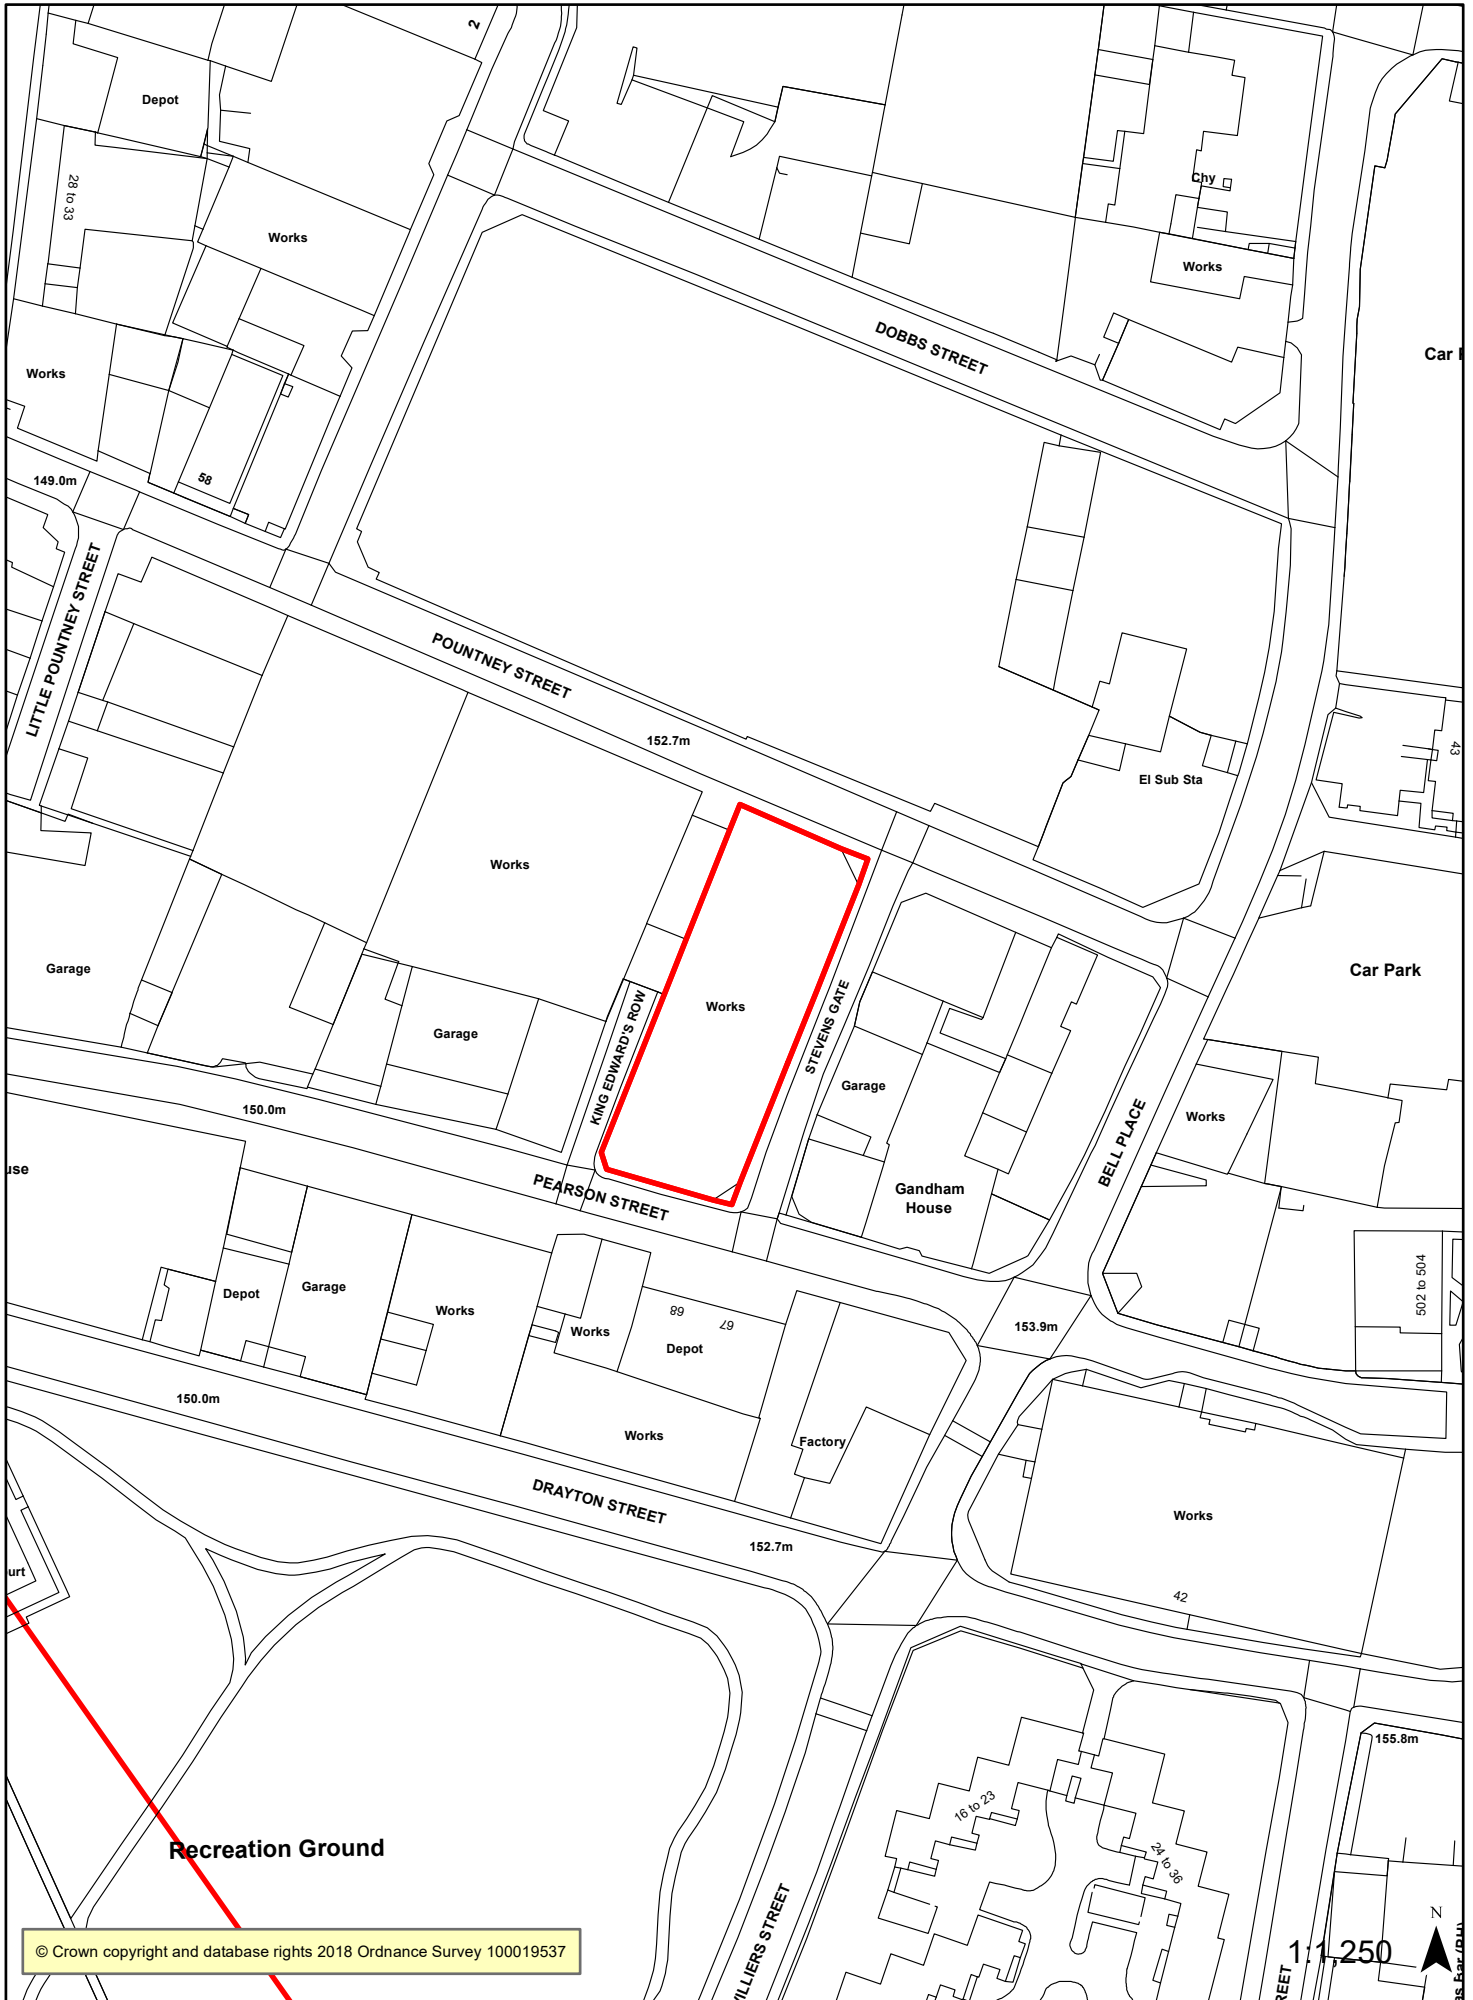 2
Depot
28 to 33
Works
Chy
Works
DOBBS STREET
Works
Car
58
149.0m
LITTLE POUNTNEY STREET
POUNTNEY STREET
152.7m
43
El Sub Sta
Works
Garage
Car Park
Works
STEVENS GATE
KING EDWARD'S ROW
Garage
Garage
150.0m
BELL PLACE
Works
use
PEARSON STREET
Gandham
House
Depot
Garage
Works
Works
68
67
Depot
153.9m
502 to 504
150.0m
Works
Factory
DRAYTON STREET
152.7m
Works
urt
42
155.8m
16 to 23
24 to 36
Recreation Ground
VILLIERS STREET
REET
N
1:1,250
© Crown copyright and database rights 2018 Ordnance Survey 100019537